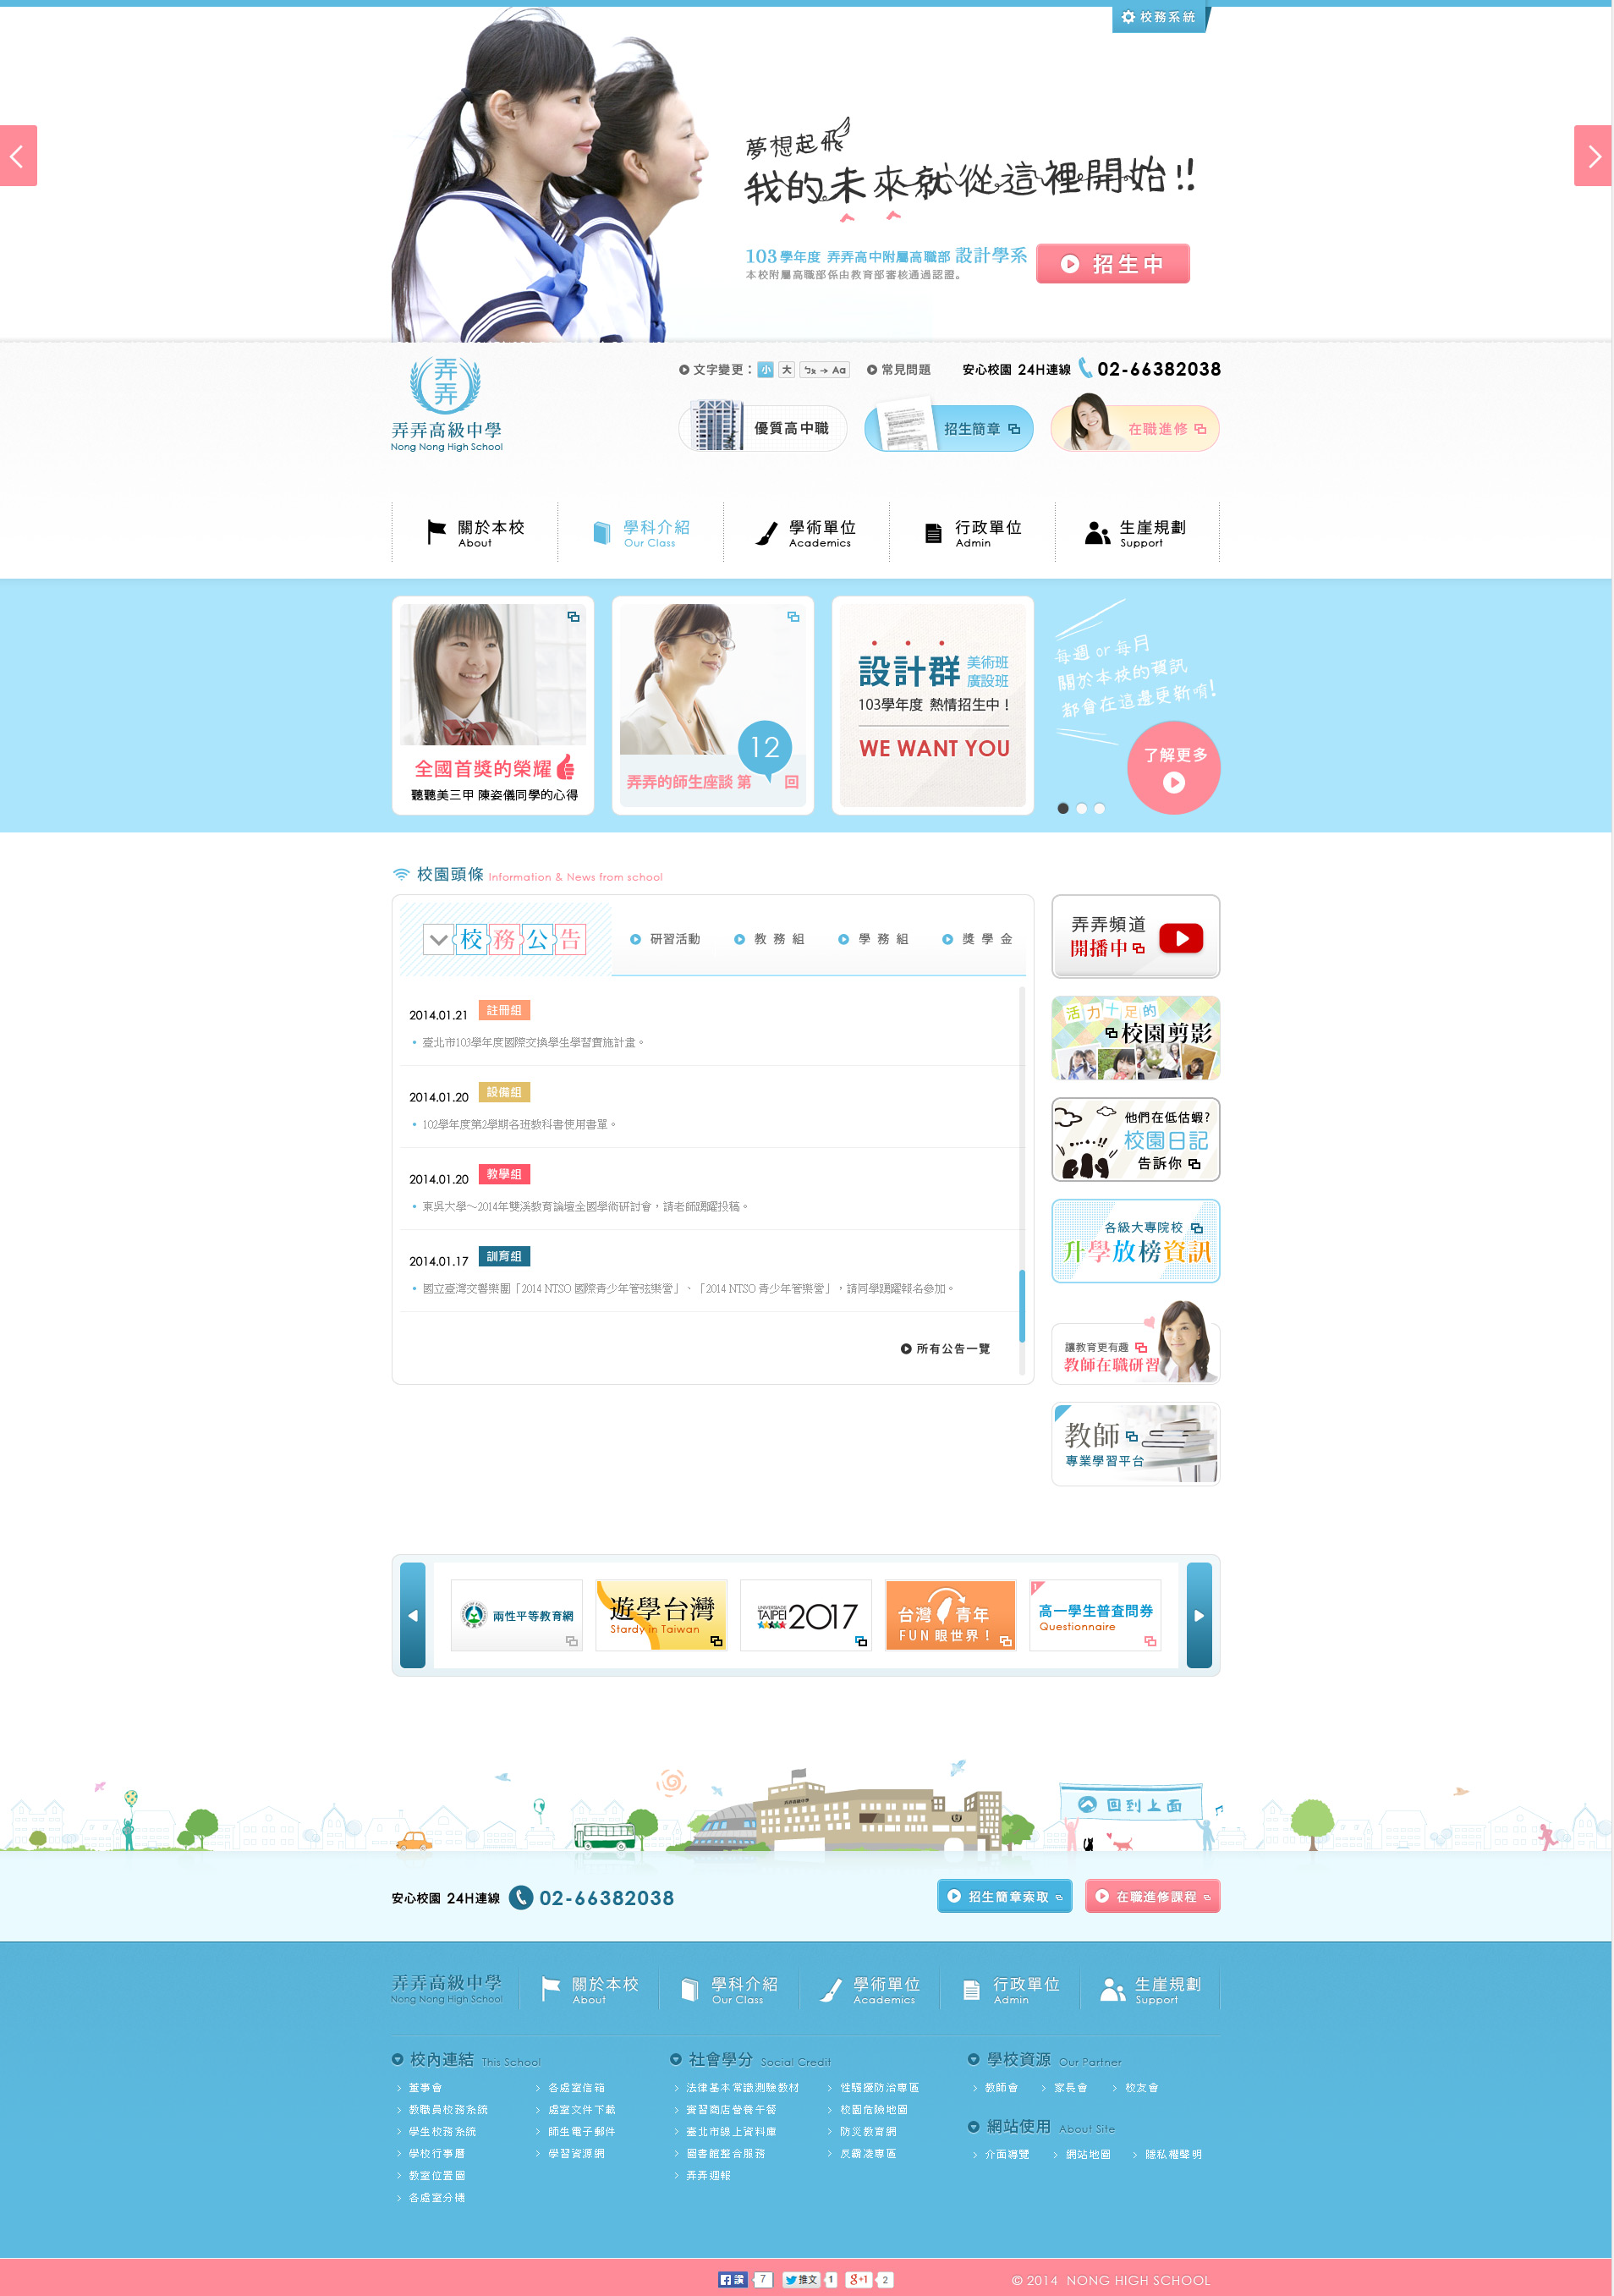 校務系統
夢想起飛
我的未來就從這裡開始!!
103學年度 弄弄高中附屬高職部 設計學系
本校附屬高職部係由教育部審核通過認證。
招生中
弄弄
弄弄高級中學
Nong Nong High School
文字變更：小 大 ㄅㄆ→Aa
常見問題
安心校園 24H連線 02-66382038
優質高中職
招生簡章
在職進修
關於本校
About
學科介紹
Our Class
學術單位
Academics
行政單位
Admin
生崖規劃
Support
全國首獎的榮耀
聽聽美三甲 陳姿儀同學的心得
弄弄的師生座談 第12回
設計群 美術班 廣設班
103學年度 熱情招生中！
WE WANT YOU
每週or每月
關於本校的資訊
都會在這邊更新唷!
了解更多
校園頭條 Information & News from school
校務公告
研習活動
教務組
學務組
獎學金
2014.01.21 註冊組
臺北市103學年度國際交換學生學習實施計畫。
2014.01.20 設備組
102學年度第2學期各班教科書使用書單。
2014.01.20 教學組
東吳大學～2014年雙溪教育論壇全國學術研討會，請老師踴躍投稿。
2014.01.17 訓育組
國立臺灣交響樂團「2014 NTSO 國際青少年管弦樂營」、「2014 NTSO 青少年管樂營」，請同學踴躍報名參加。
所有公告一覽
弄弄頻道
開播中
活力十足的
校園剪影
他們在低估蝦?
校園日記
告訴你
各級大專院校
升學放榜資訊
讓教育更有趣
教師在職研習
教師
專業學習平台
兩性平等教育網
遊學台灣
Stardy in Taiwan
UNIVERSIADE
TAIPEI 2017
台灣青年
FUN眼世界！
1
高一學生普查問券
Questionnaire
弄弄高級中學
回到上面
安心校園 24H連線 02-66382038
招生簡章索取
在職進修課程
弄弄高級中學
Nong Nong High School
關於本校
About
學科介紹
Our Class
學術單位
Academics
行政單位
Admin
生崖規劃
Support
校內連結 This School
董事會
教職員校務系統
學生校務系統
學校行事曆
教室位置圖
各處室分機
各處室信箱
處室文件下載
師生電子郵件
學習資源網
社會學分 Social Credit
法律基本常識測驗教材
實習商店營養午餐
臺北市線上資料庫
圖書館整合服務
弄弄週報
性騷擾防治專區
校園危險地圖
防災教育網
反霸凌專區
學校資源 Our Partner
教師會
家長會
校友會
網站使用 About Site
介面導覽
網站地圖
隱私權聲明
讚 7
推文 1
g+1 2
© 2014 NONG HIGH SCHOOL